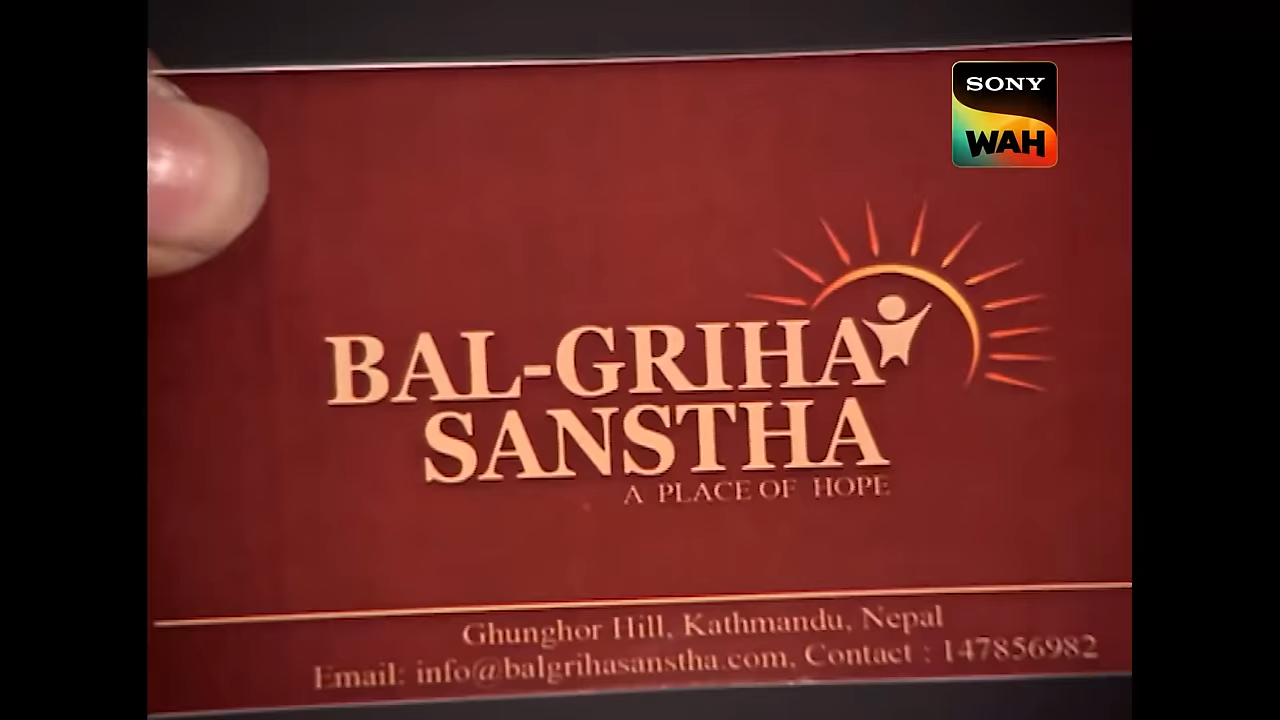 SONY
WAH
BAL-GRIHA
SANSTHA
A PLACE OF HOPE
Ghunghor Hill, Kathmandu, Nepal
Email: info@balgrihasanstha.com, Contact : 147856982